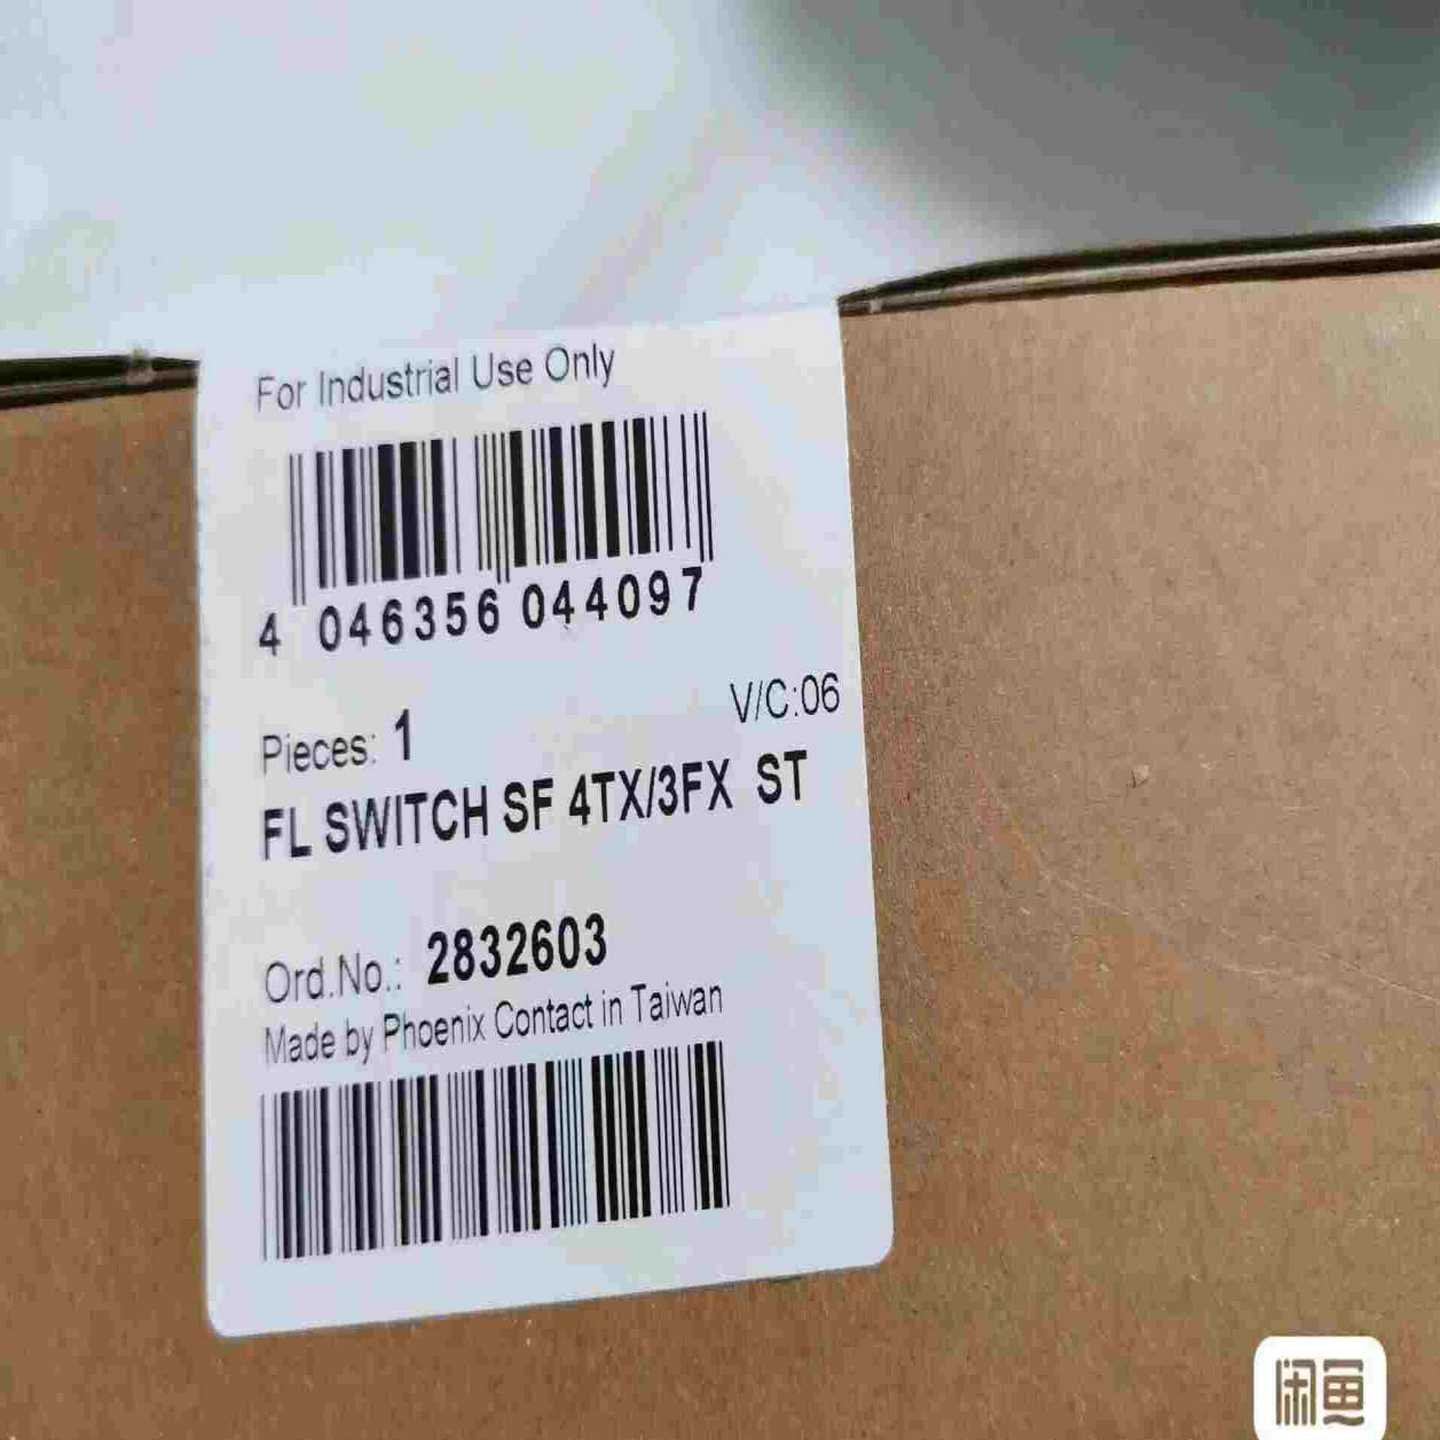 For Industrial Use Only
4 046356 044097
V/C:06
Pieces: 1
FL SWITCH SF 4TX/3FX ST
Ord.No.: 2832603
Made by Phoenix Contact in Taiwan
闲鱼